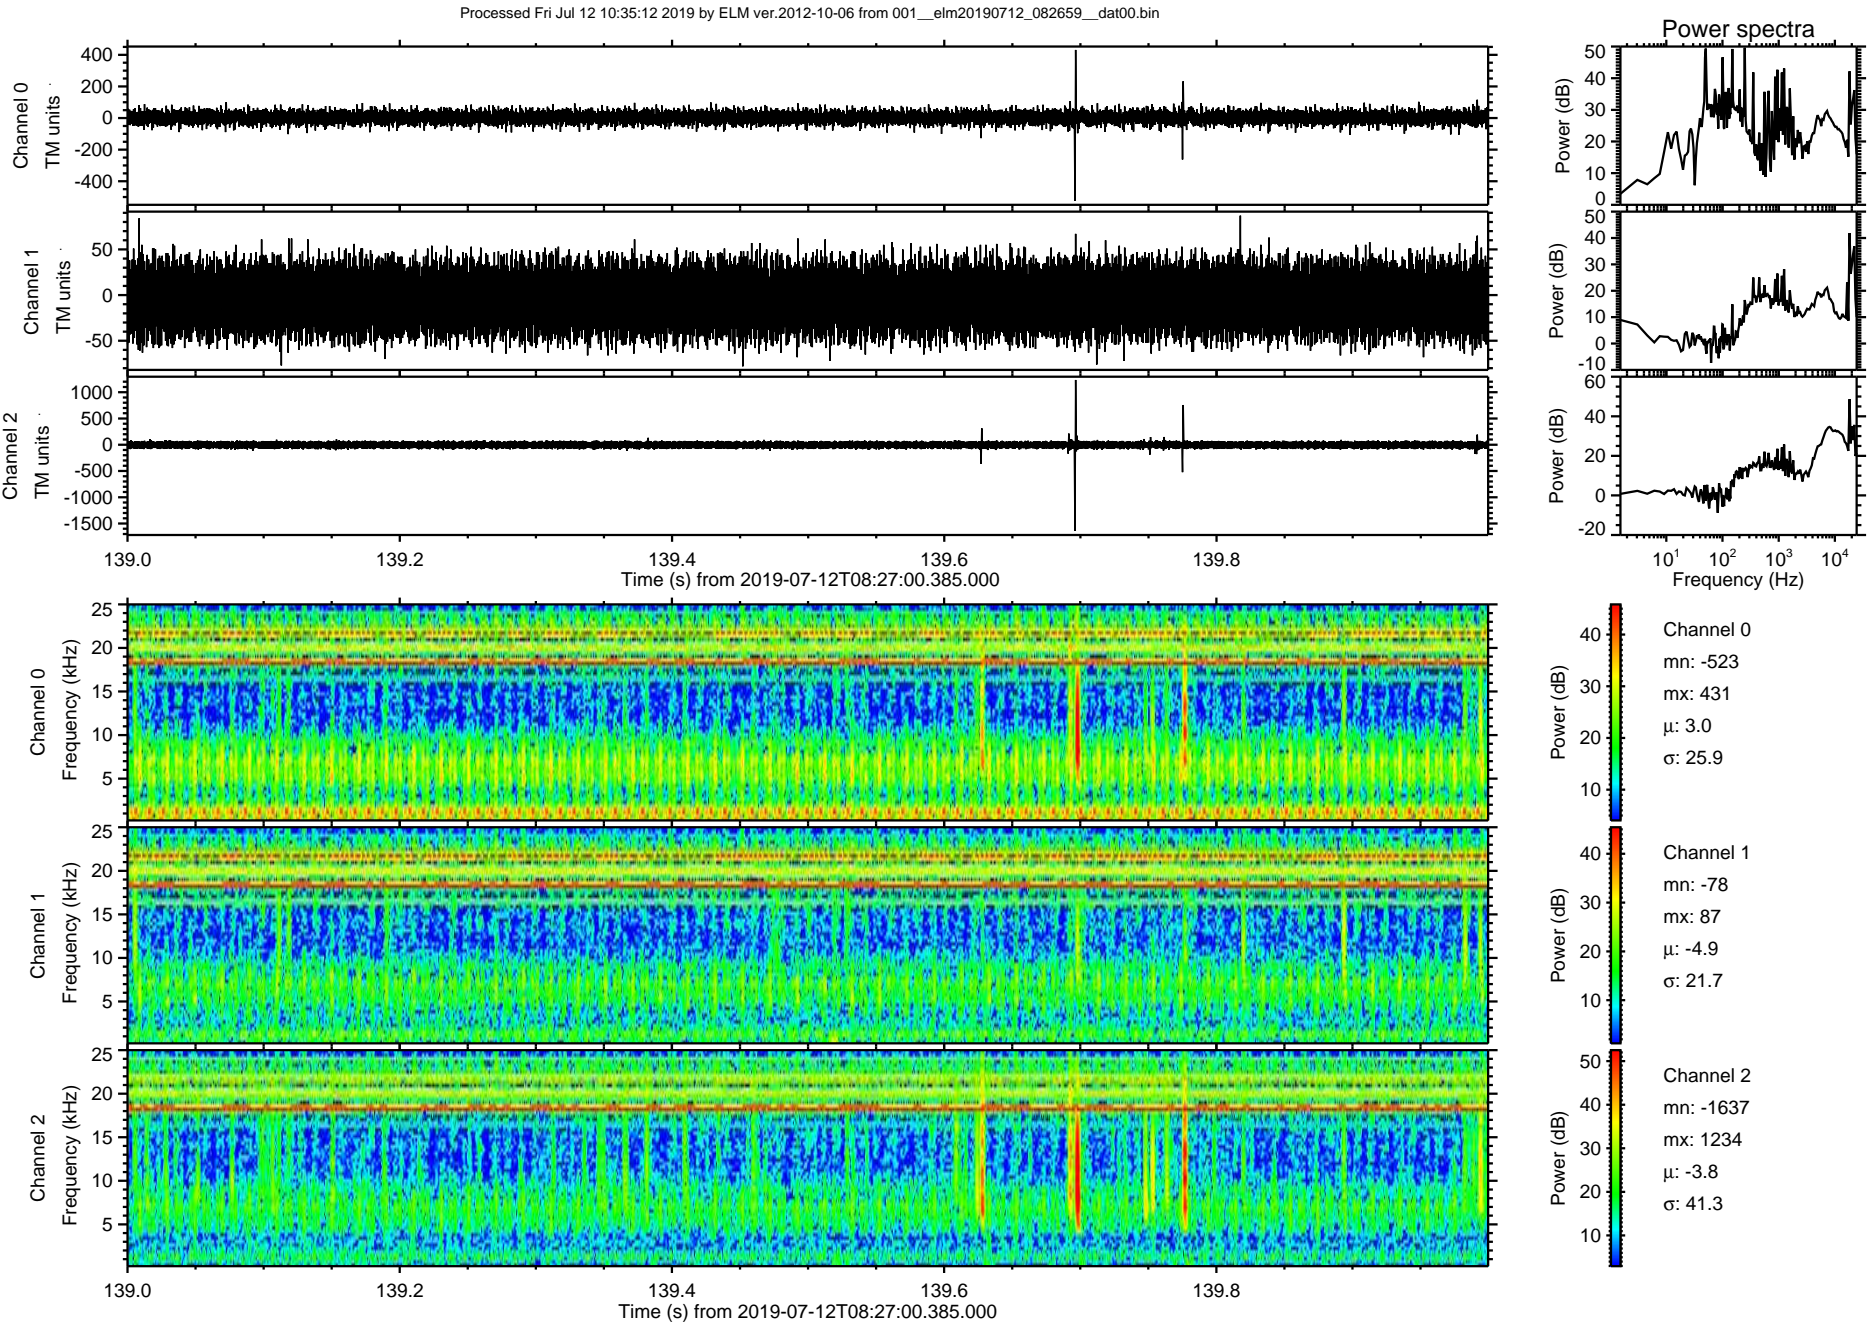 Processed Fri Jul 12 10:35:12 2019 by ELM ver.2012-10-06 from 001__elm20190712_082659__dat00.bin
Power spectra
Channel 0
TM units
400
200
0
-200
-400
Power (dB)
50
40
30
20
10
0
Channel 1
TM units
50
0
-50
Power (dB)
50
40
30
20
10
0
-10
Channel 2
TM units
1000
500
0
-500
-1000
-1500
Power (dB)
60
40
20
0
-20
139.0 139.2 139.4 139.6 139.8
Time (s) from 2019-07-12T08:27:00.385.000
10^1 10^2 10^3 10^4
Frequency (Hz)
Channel 0
Frequency (kHz)
25
20
15
10
5
Power (dB)
40
30
20
10
Channel 0
mn: -523
mx: 431
μ: 3.0
σ: 25.9
Channel 1
Frequency (kHz)
25
20
15
10
5
Power (dB)
40
30
20
10
Channel 1
mn: -78
mx: 87
μ: -4.9
σ: 21.7
Channel 2
Frequency (kHz)
25
20
15
10
5
Power (dB)
50
40
30
20
10
Channel 2
mn: -1637
mx: 1234
μ: -3.8
σ: 41.3
139.0 139.2 139.4 139.6 139.8
Time (s) from 2019-07-12T08:27:00.385.000